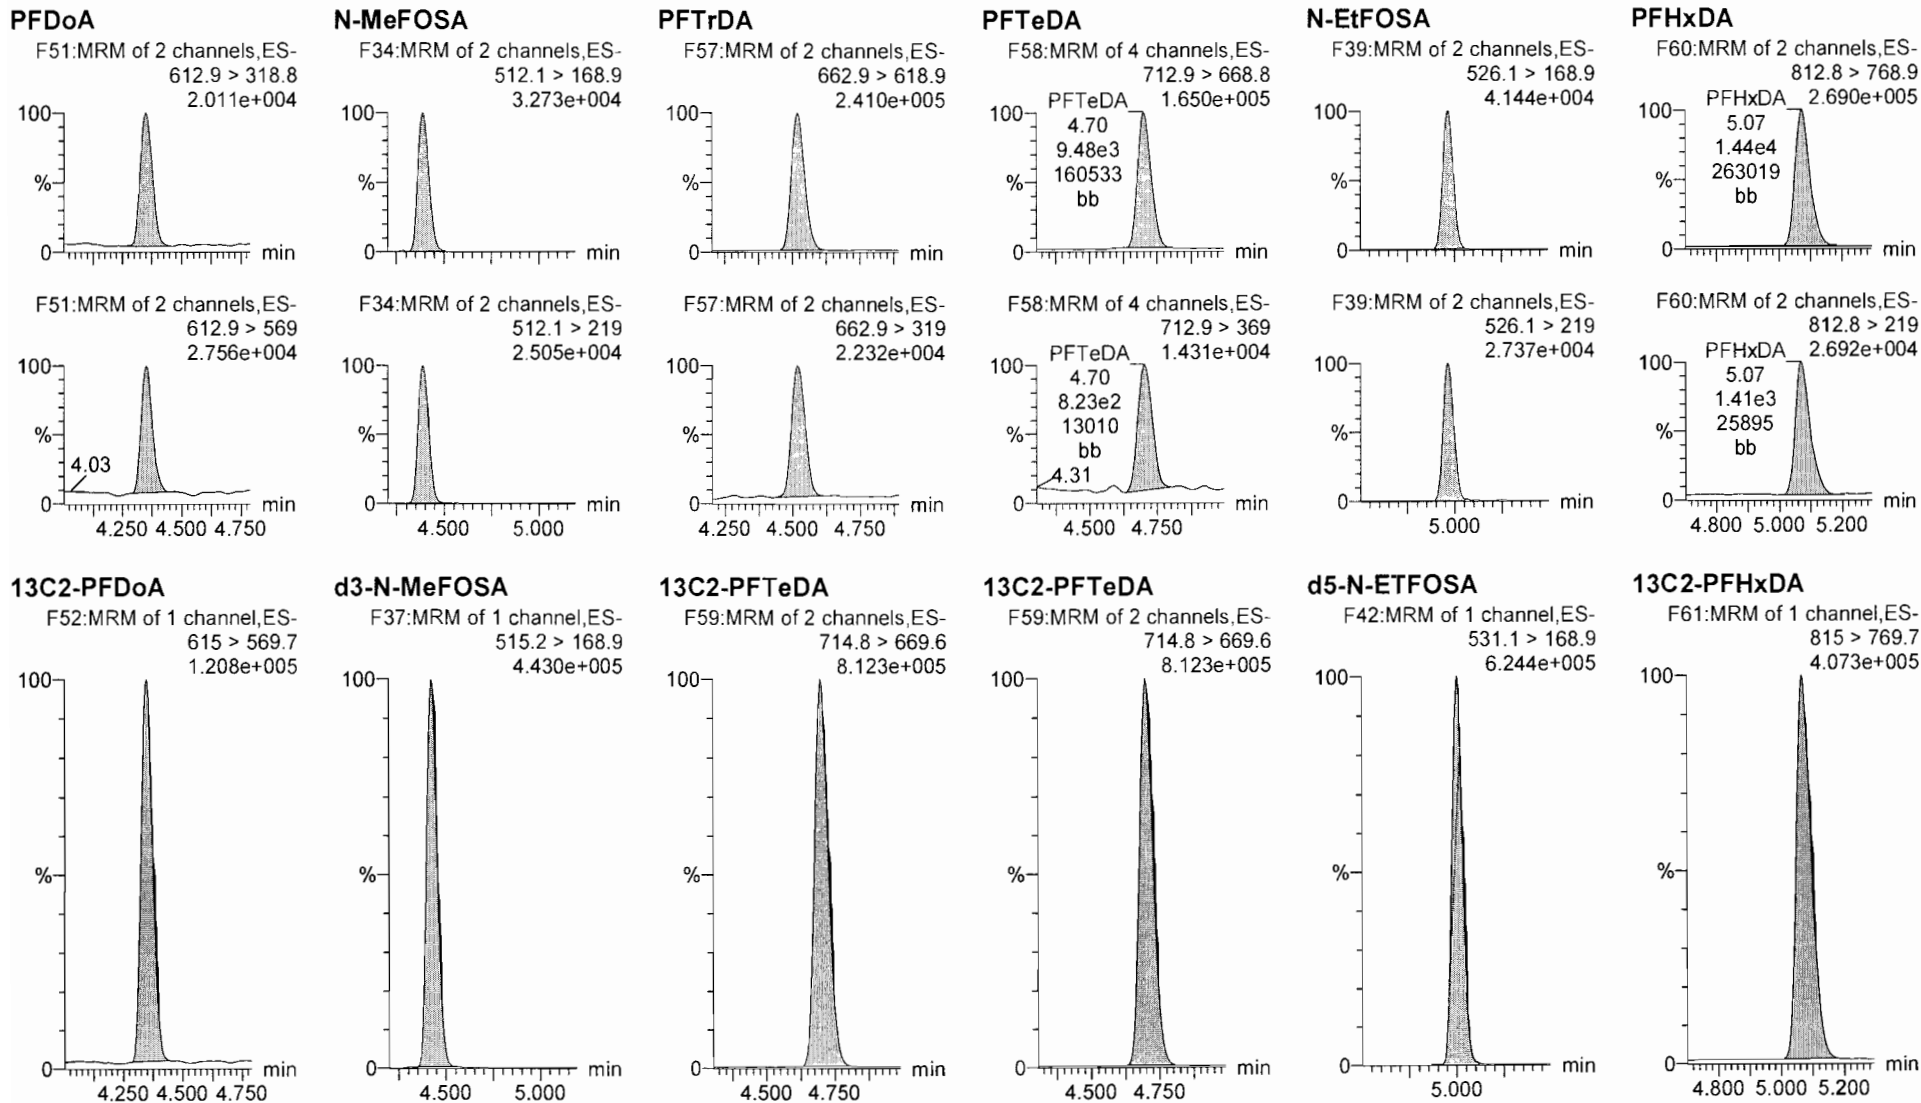 PFDoA
F51:MRM of 2 channels,ES-
612.9 > 318.8
2.011e+004
100
%
0
min
F51:MRM of 2 channels,ES-
612.9 > 569
2.756e+004
100
%
4.03
0
min
4.250 4.500 4.750
13C2-PFDoA
F52:MRM of 1 channel,ES-
615 > 569.7
1.208e+005
100
%
0
min
4.250 4.500 4.750
N-MeFOSA
F34:MRM of 2 channels,ES-
512.1 > 168.9
3.273e+004
100
%
0
min
F34:MRM of 2 channels,ES-
512.1 > 219
2.505e+004
100
%
0
min
4.500 5.000
d3-N-MeFOSA
F37:MRM of 1 channel,ES-
515.2 > 168.9
4.430e+005
100
%
0
min
4.500 5.000
PFTrDA
F57:MRM of 2 channels,ES-
662.9 > 618.9
2.410e+005
100
%
0
min
F57:MRM of 2 channels,ES-
662.9 > 319
2.232e+004
100
%
0
min
4.250 4.500 4.750
13C2-PFTeDA
F59:MRM of 2 channels,ES-
714.8 > 669.6
8.123e+005
100
%
0
min
4.500 4.750
PFTeDA
F58:MRM of 4 channels,ES-
712.9 > 668.8
1.650e+005
PFTeDA
4.70
9.48e3
160533
bb
100
%
0
min
F58:MRM of 4 channels,ES-
712.9 > 369
1.431e+004
PFTeDA
4.70
8.23e2
13010
bb
4.31
100
%
0
min
4.500 4.750
13C2-PFTeDA
F59:MRM of 2 channels,ES-
714.8 > 669.6
8.123e+005
100
%
0
min
4.500 4.750
N-EtFOSA
F39:MRM of 2 channels,ES-
526.1 > 168.9
4.144e+004
100
%
0
min
F39:MRM of 2 channels,ES-
526.1 > 219
2.737e+004
100
%
0
min
5.000
d5-N-ETFOSA
F42:MRM of 1 channel,ES-
531.1 > 168.9
6.244e+005
100
%
0
min
5.000
PFHxDA
F60:MRM of 2 channels,ES-
812.8 > 768.9
2.690e+005
PFHxDA
5.07
1.44e4
263019
bb
100
%
0
min
F60:MRM of 2 channels,ES-
812.8 > 219
2.692e+004
PFHxDA
5.07
1.41e3
25895
bb
100
%
0
min
4.800 5.000 5.200
13C2-PFHxDA
F61:MRM of 1 channel,ES-
815 > 769.7
4.073e+005
100
%
0
min
4.800 5.000 5.200